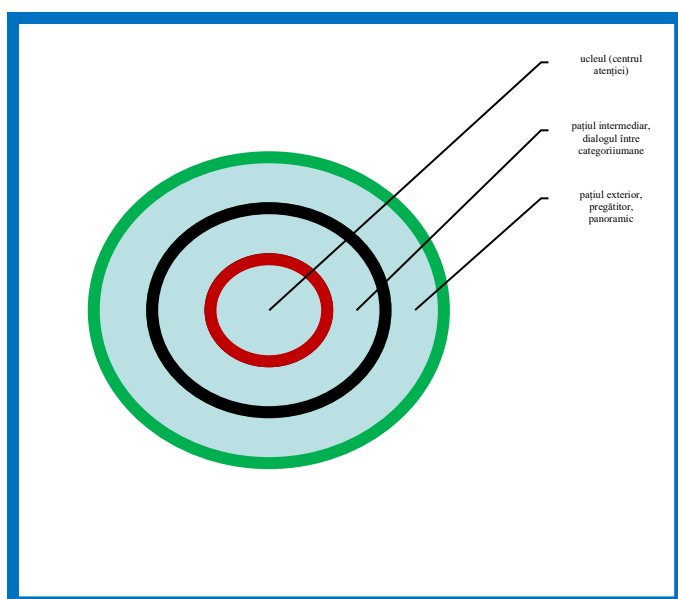 ucleul (centrul
atenției)
pațiul intermediar,
dialogul între
categoriiumane
pațiul exterior,
pregătitor,
panoramic